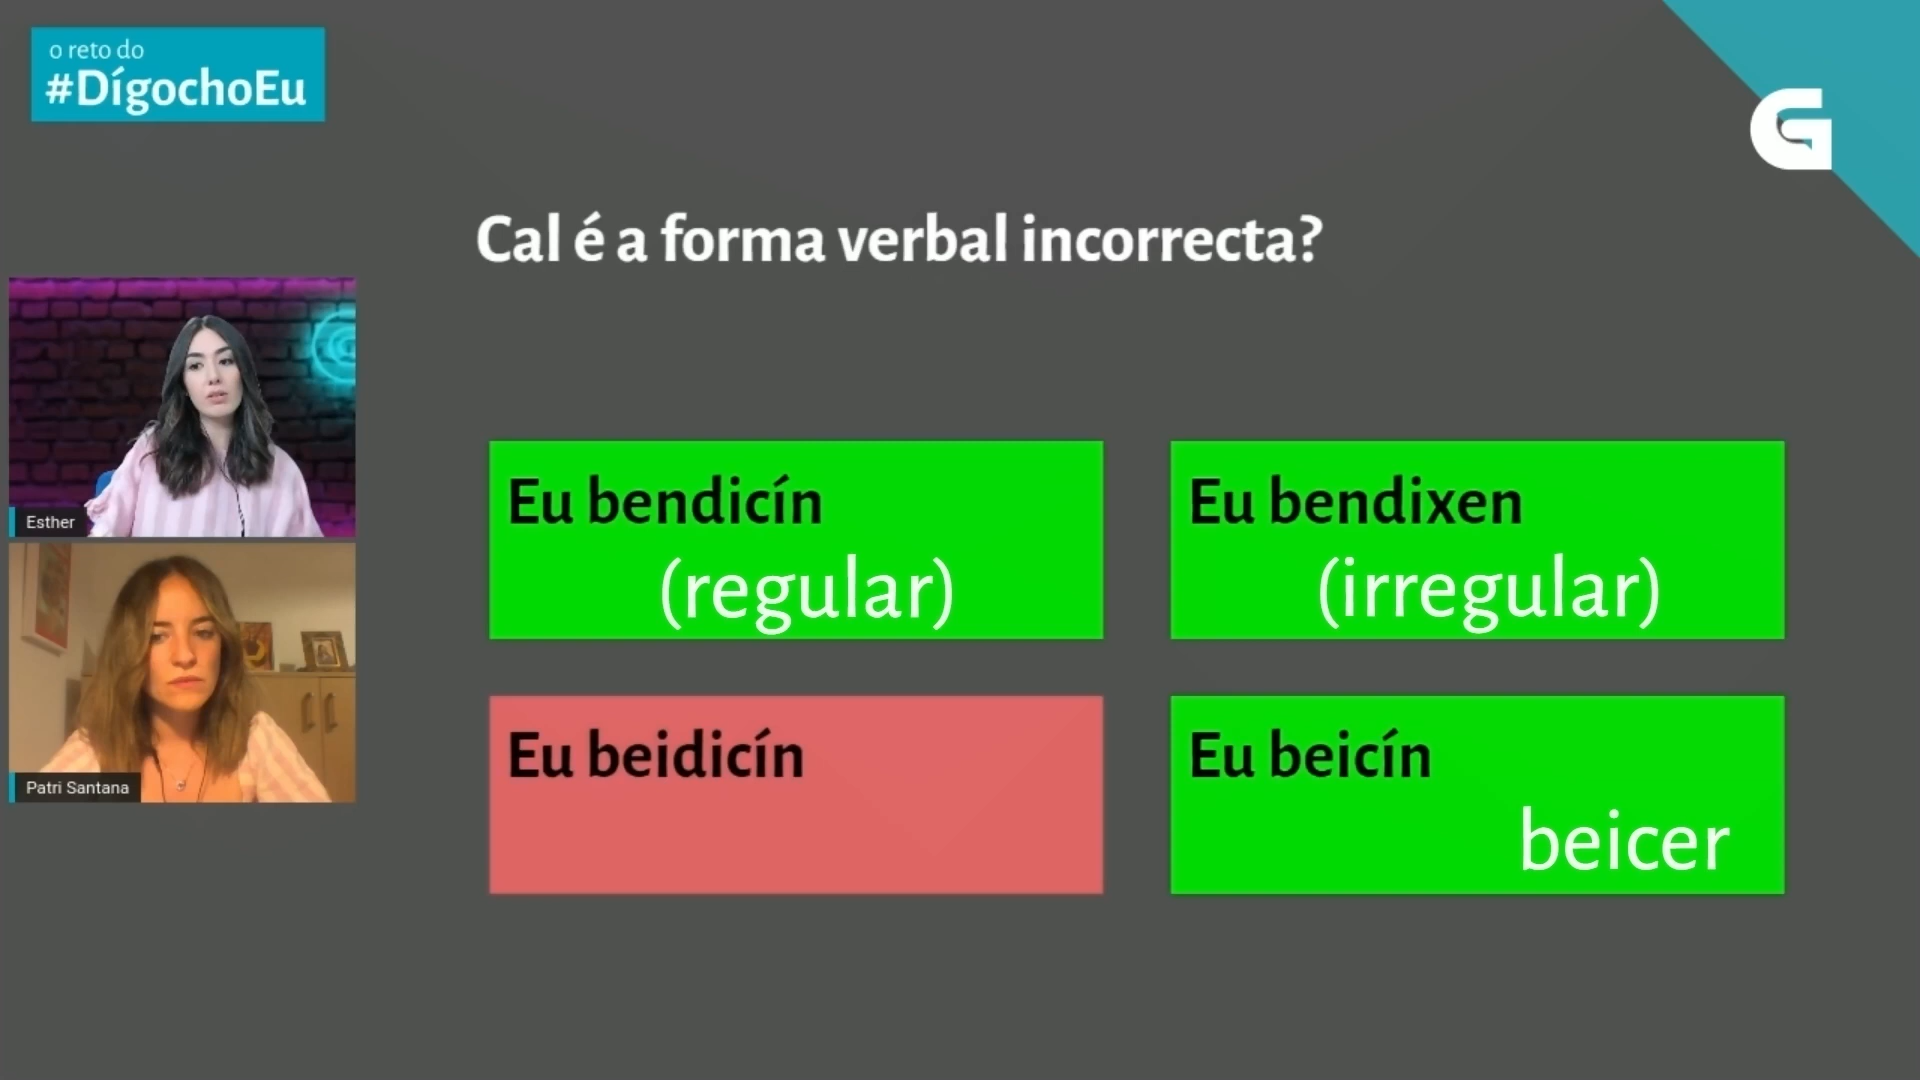 o reto do
#DígochoEu
Cal é a forma verbal incorrecta?
Esther
Patri Santana
Eu bendicín
(regular)
Eu bendixen
(irregular)
Eu beidicín
Eu beicín
beicer
G